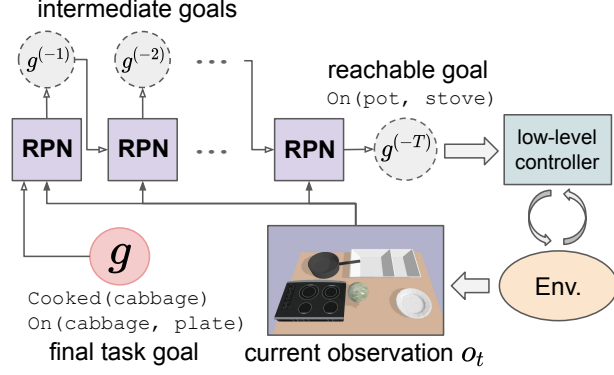 intermediate goals
g^{(-1)}
g^{(-2)}
...
reachable goal
On(pot, stove)
RPN
RPN
...
RPN
g^{(-T)}
low-level
controller
g
Cooked(cabbage)
On(cabbage, plate)
final task goal
current observation o_t
Env.